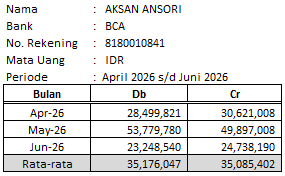 Nama : AKSAN ANSORI
Bank : BCA
No. Rekening : 8180010841
Mata Uang : IDR
Periode : April 2026 s/d Juni 2026
Bulan Db Cr
Apr-26 28,499,821 30,621,008
May-26 53,779,780 49,897,008
Jun-26 23,248,540 24,738,190
Rata-rata 35,176,047 35,085,402